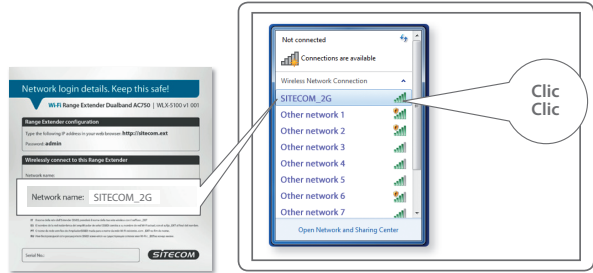 Network login details. Keep this safe!
Wi-Fi Range Extender Dualband AC750 | WLX-5100 v1 001
Range Extender configuration
Type the following IP address in your web browser: http://sitecom.ext
Password: admin
Wirelessly connect to this Range Extender
Network name:
Network name: SITECOM_2G
Serial No.:
SITECOM
Not connected
Connections are available
Wireless Network Connection
SITECOM_2G
Other network 1
Other network 2
Other network 3
Other network 4
Other network 5
Other network 6
Other network 7
Open Network and Sharing Center
Clic
Clic